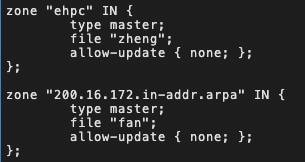 zone "ehpc" IN {
        type master;
        file "zheng";
        allow-update { none; };
};

zone "200.16.172.in-addr.arpa" IN {
        type master;
        file "fan";
        allow-update { none; };
};